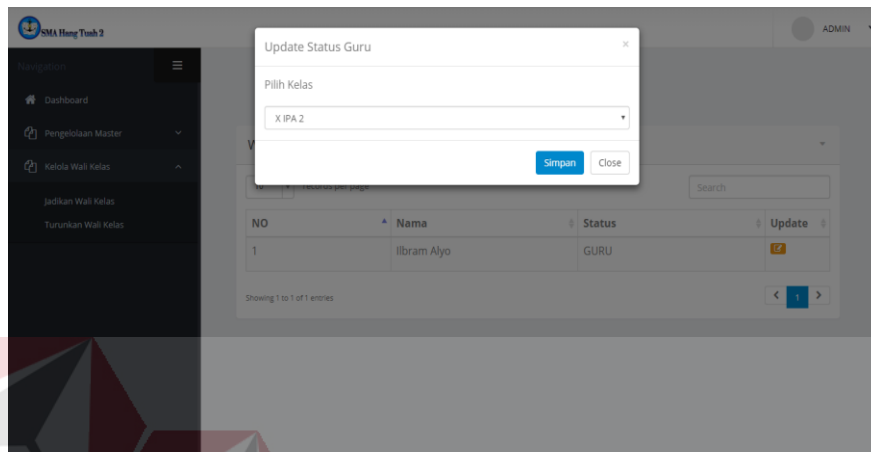 SMA Hang Tuah 2
ADMIN
Update Status Guru ×
Navigation
Pilih Kelas
Dashboard
X IPA 2
Pengelolaan Master
W
Simpan Close
Kelola Wali Kelas
10 records per page
Search
Jadikan Wali Kelas
Turunkan Wali Kelas
NO Nama Status Update
1 Ilbram Alyo GURU
Showing 1 to 1 of 1 entries
1